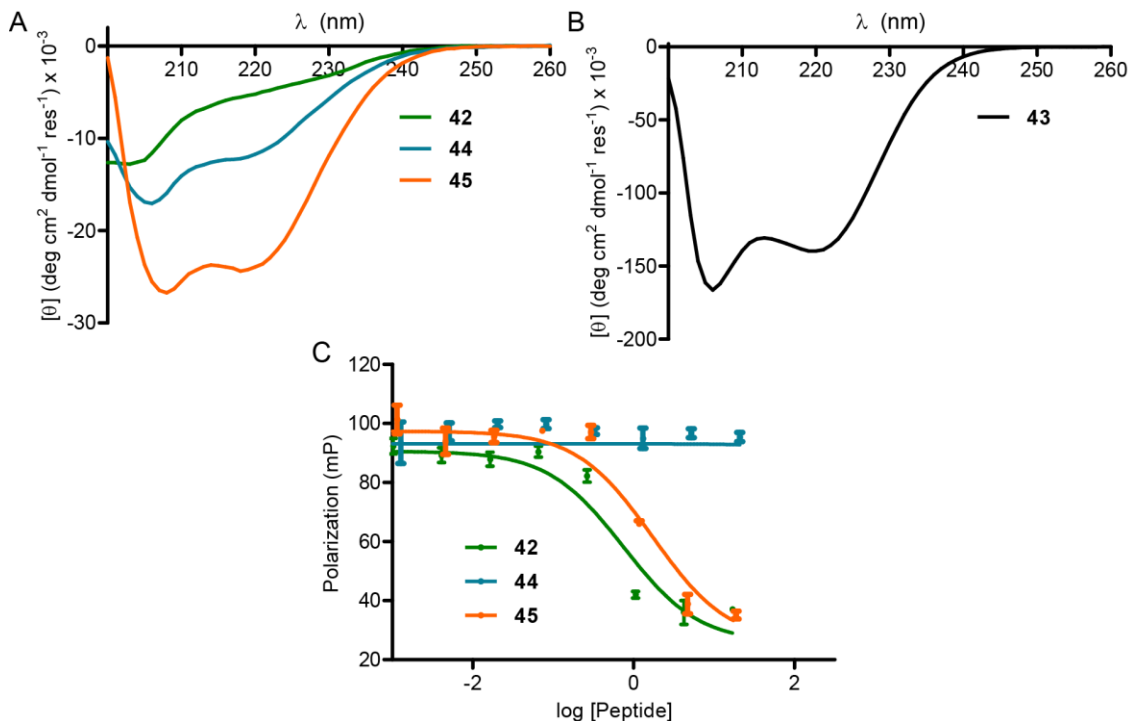 A
λ (nm)
0
210 220 230 240 250 260
-10
-20
-30
[θ] (deg cm² dmol⁻¹ res⁻¹) x 10⁻³
42
44
45
B
λ (nm)
0
210 220 230 240 250 260
-50
-100
-150
-200
[θ] (deg cm² dmol⁻¹ res⁻¹) x 10⁻³
43
C
120
100
80
60
40
20
Polarization (mP)
42
44
45
-2 0 2
log [Peptide]